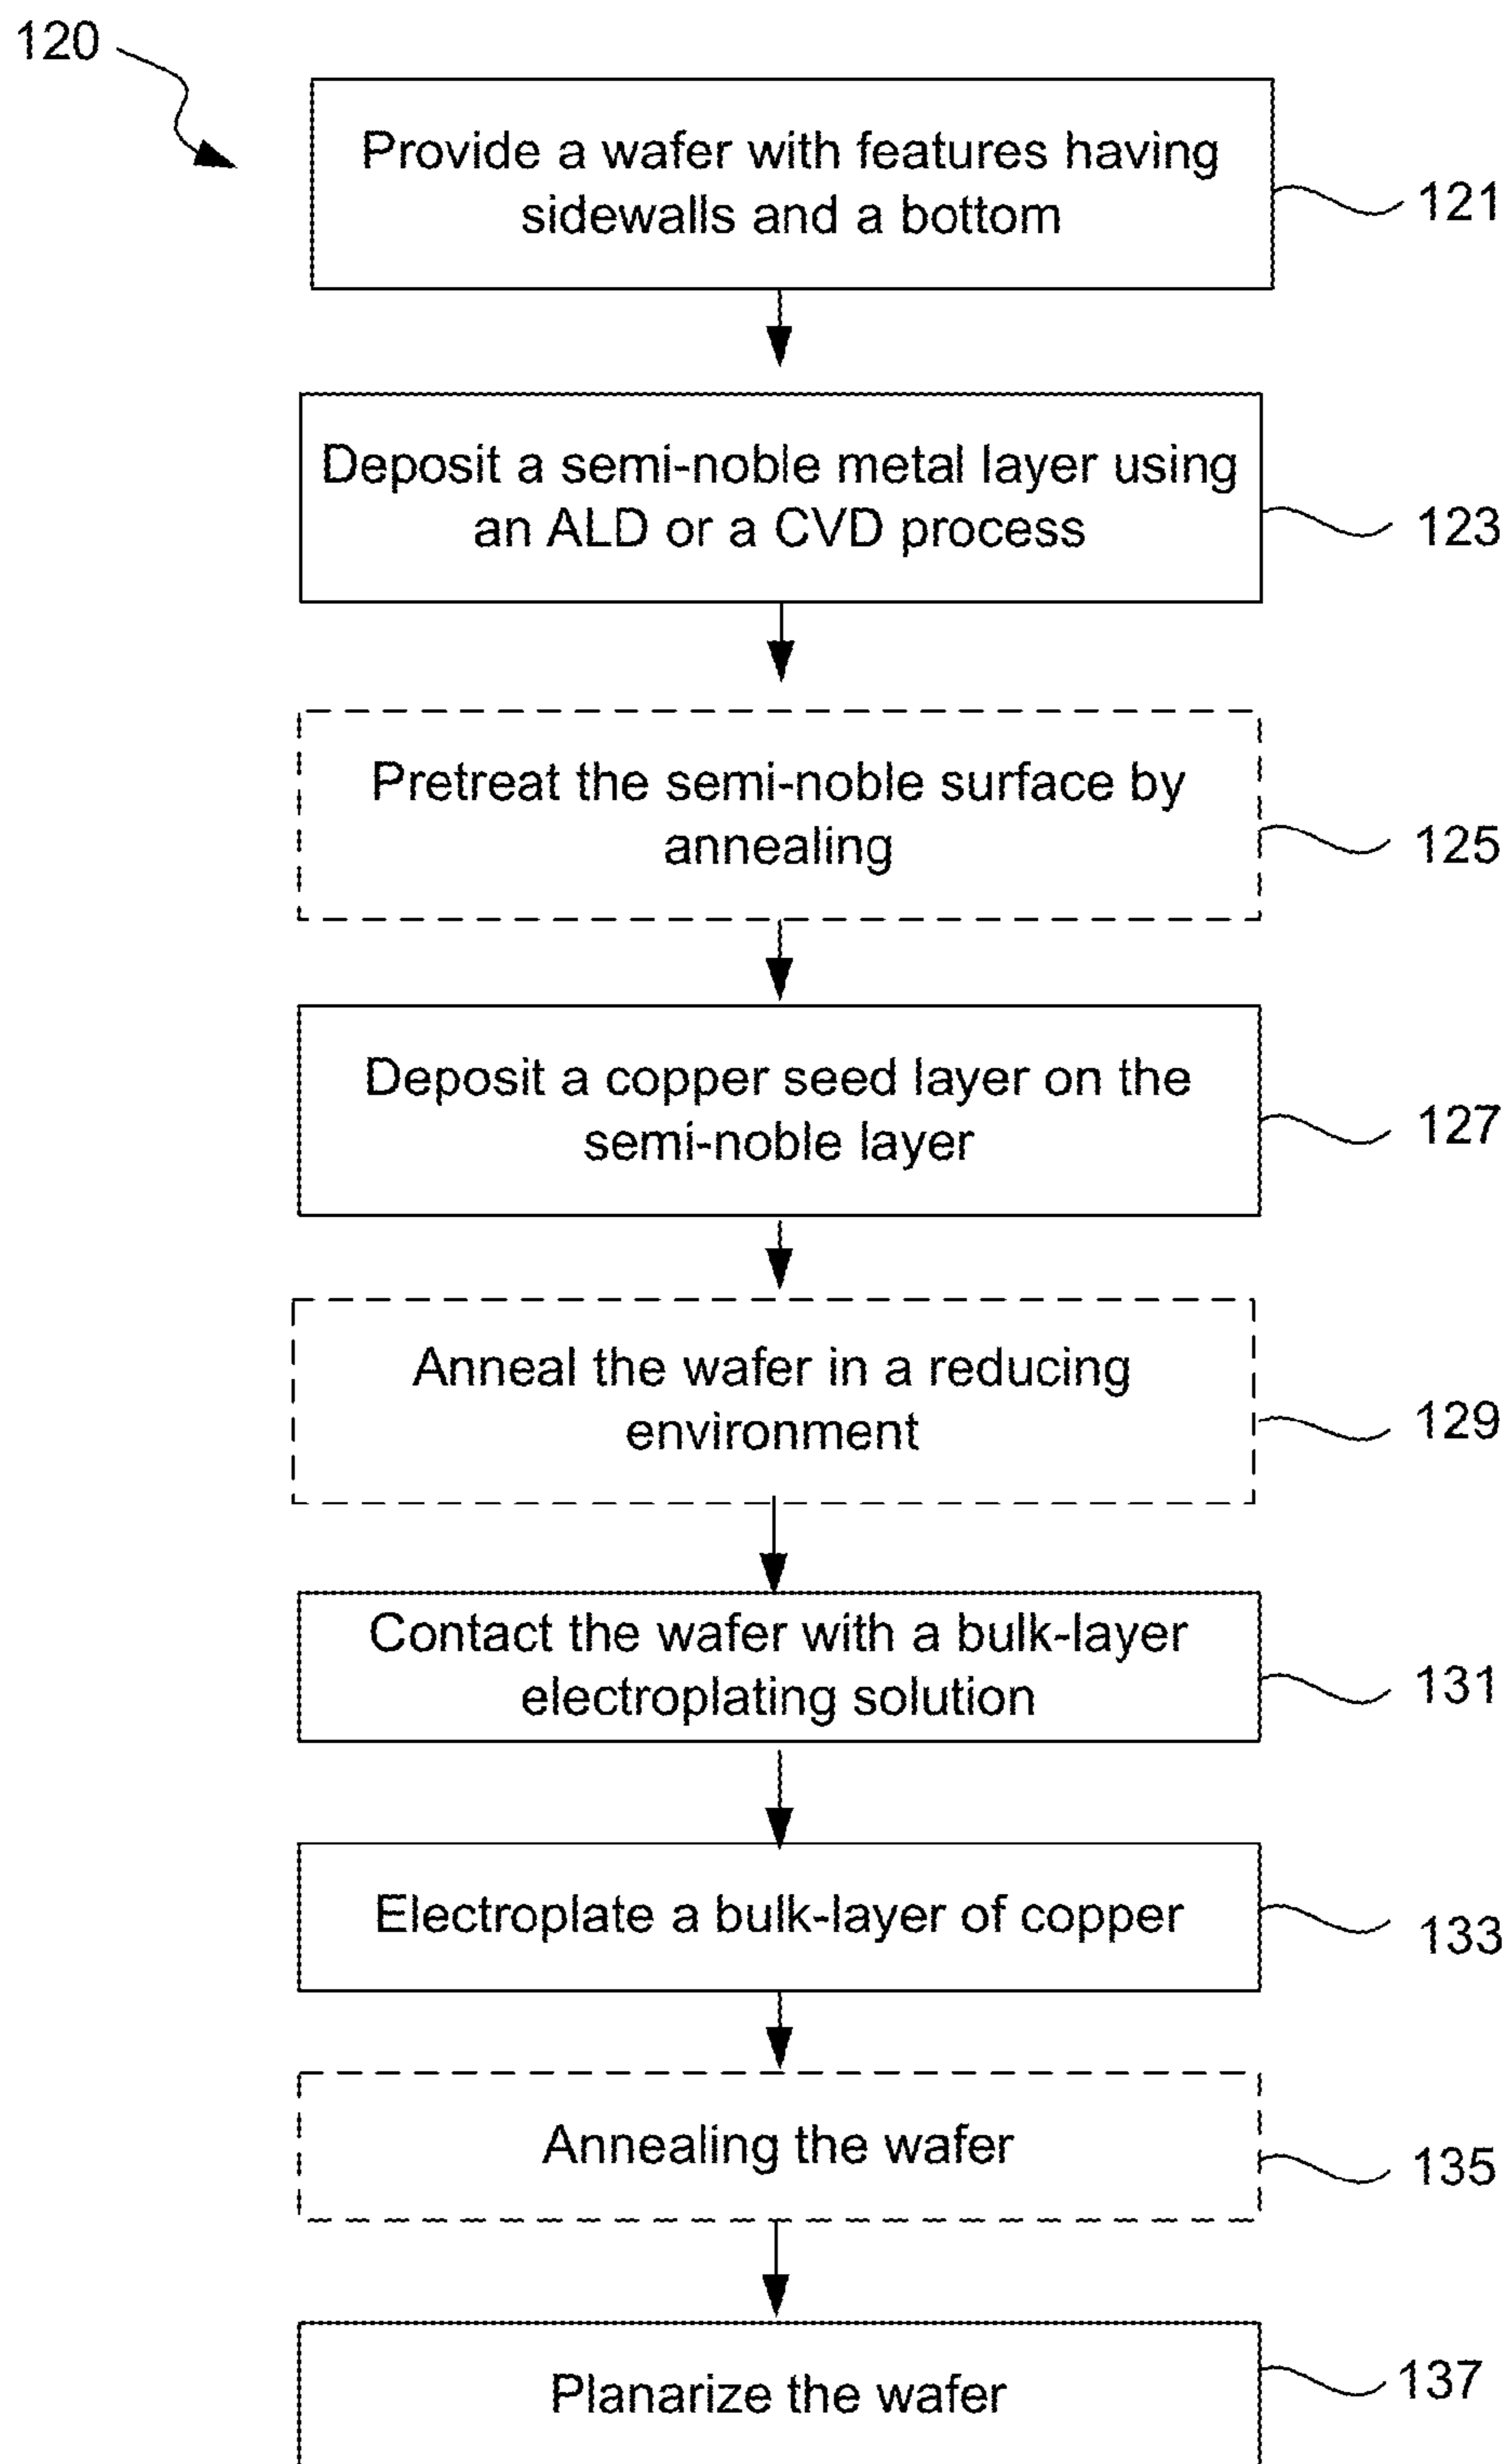 120
Provide a wafer with features having
sidewalls and a bottom
121
Deposit a semi-noble metal layer using
an ALD or a CVD process
123
Pretreat the semi-noble surface by
annealing
125
Deposit a copper seed layer on the
semi-noble layer
127
Anneal the wafer in a reducing
environment
129
Contact the wafer with a bulk-layer
electroplating solution
131
Electroplate a bulk-layer of copper
133
Annealing the wafer
135
Planarize the wafer
137